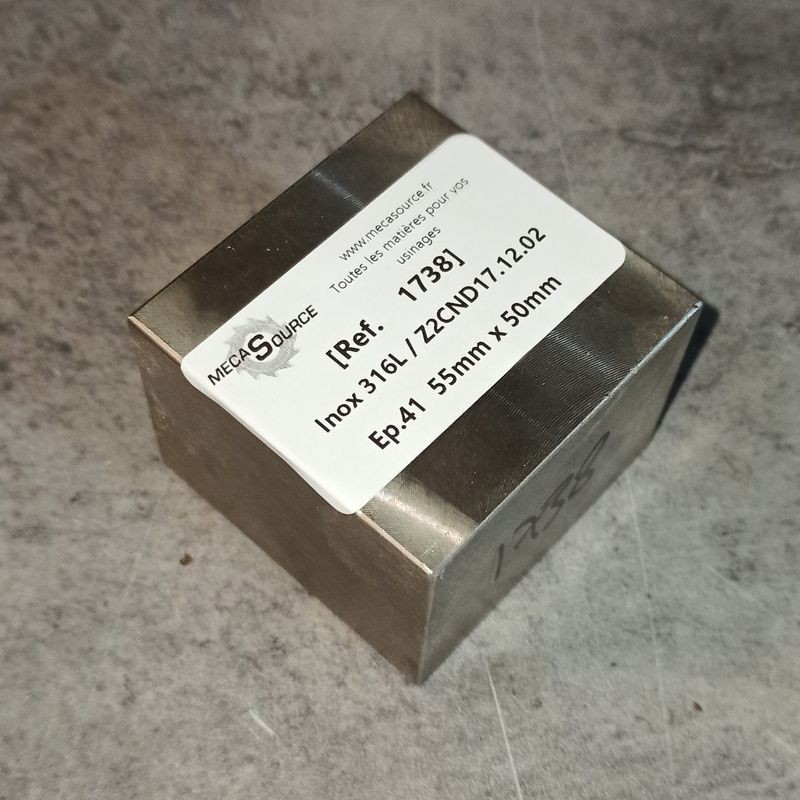 www.mecasource.fr
Toutes les matières pour vos
usinages
MECASOURCE
[Ref. 1738]
Inox 316L / Z2CND17.12.02
Ep.41 55mm x 50mm
1738